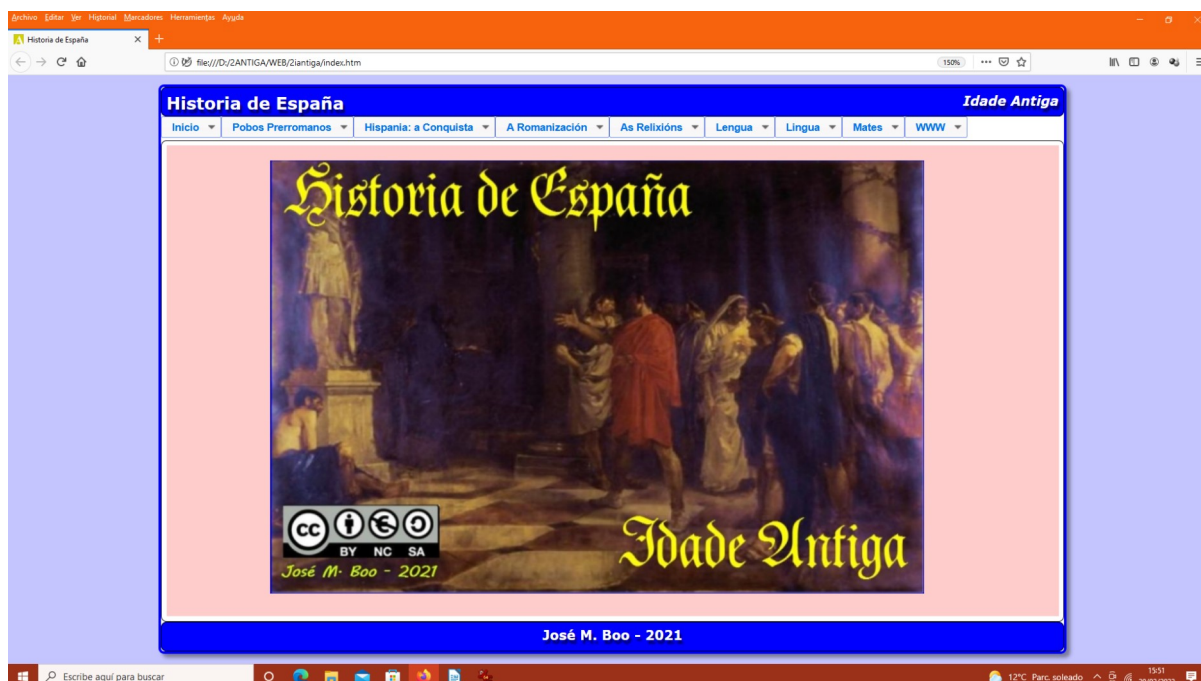 Archivo Editar Ver Historial Marcadores Herramientas Ayuda
Historia de España
file:///D:/2ANTIGA/WEB/2iantiga/index.htm
150%
Historia de España
Idade Antiga
Inicio Pobos Prerromanos Hispania: a Conquista A Romanización As Relixións Lengua Lingua Mates WWW
Historia de España
cc
BY NC SA
José M. Boo - 2021
Idade Antiga
José M. Boo - 2021
Escribe aquí para buscar
12°C Parc. soleado
15:51